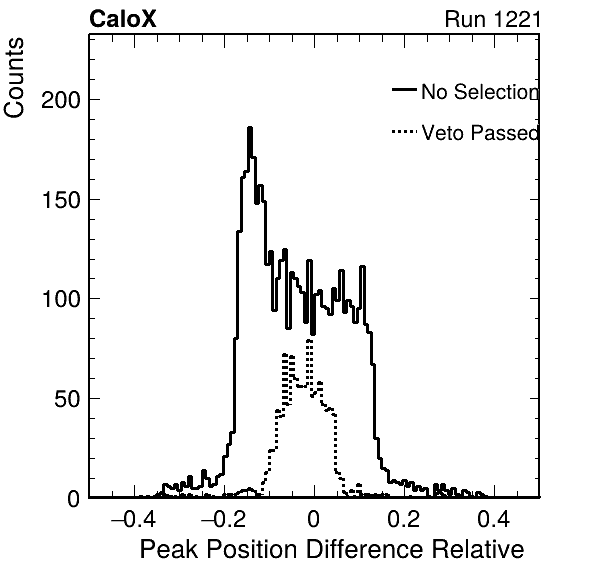 CaloX Run 1221
Counts
200
150
100
50
0
No Selection
Veto Passed
−0.4 −0.2 0 0.2 0.4
Peak Position Difference Relative